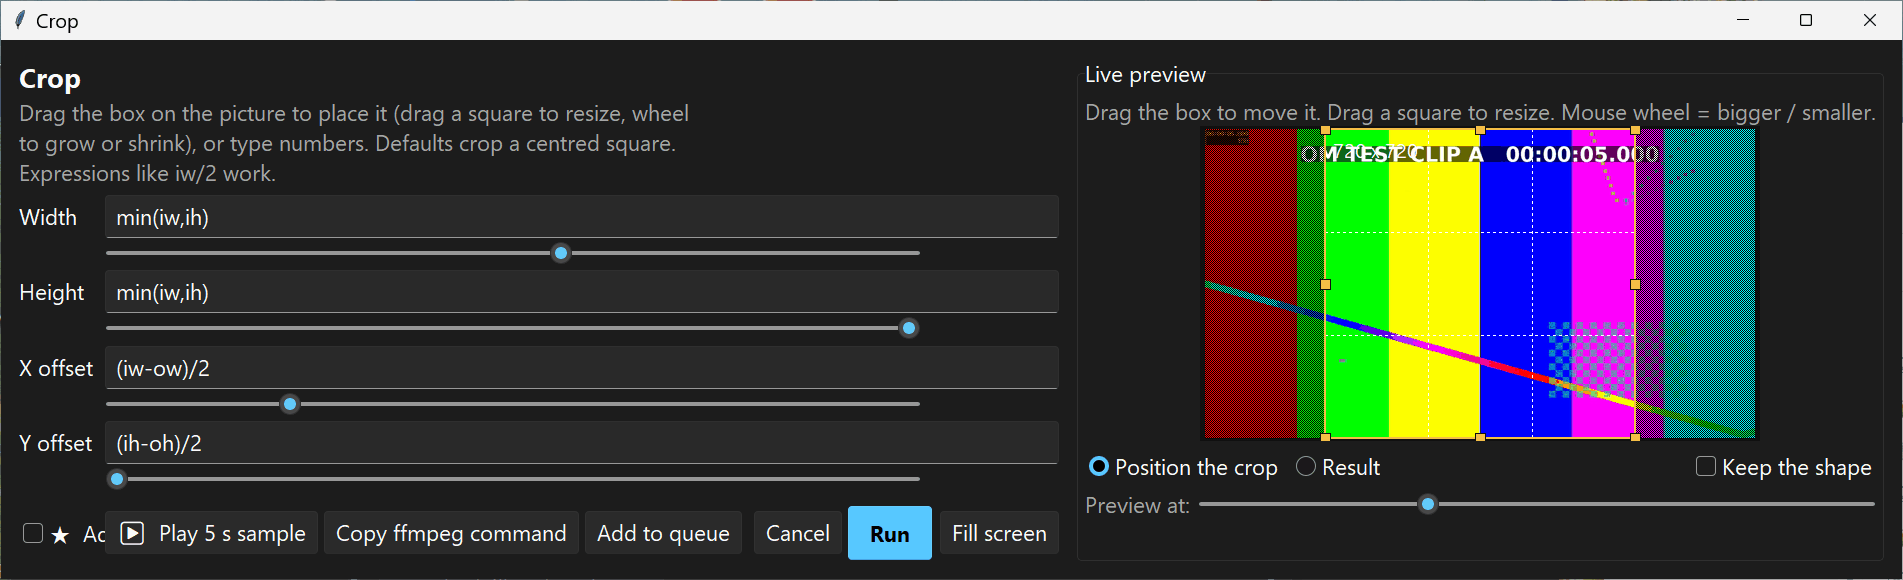 Crop
Crop
Drag the box on the picture to place it (drag a square to resize, wheel
to grow or shrink), or type numbers. Defaults crop a centred square.
Expressions like iw/2 work.
Width
min(iw,ih)
Height
min(iw,ih)
X offset
(iw-ow)/2
Y offset
(ih-oh)/2
★
Play 5 s sample
Copy ffmpeg command
Add to queue
Cancel
Run
Fill screen
Live preview
Drag the box to move it. Drag a square to resize. Mouse wheel = bigger / smaller.
720x720
OM TEST CLIP A 00:00:05.000
Position the crop
Result
Keep the shape
Preview at: